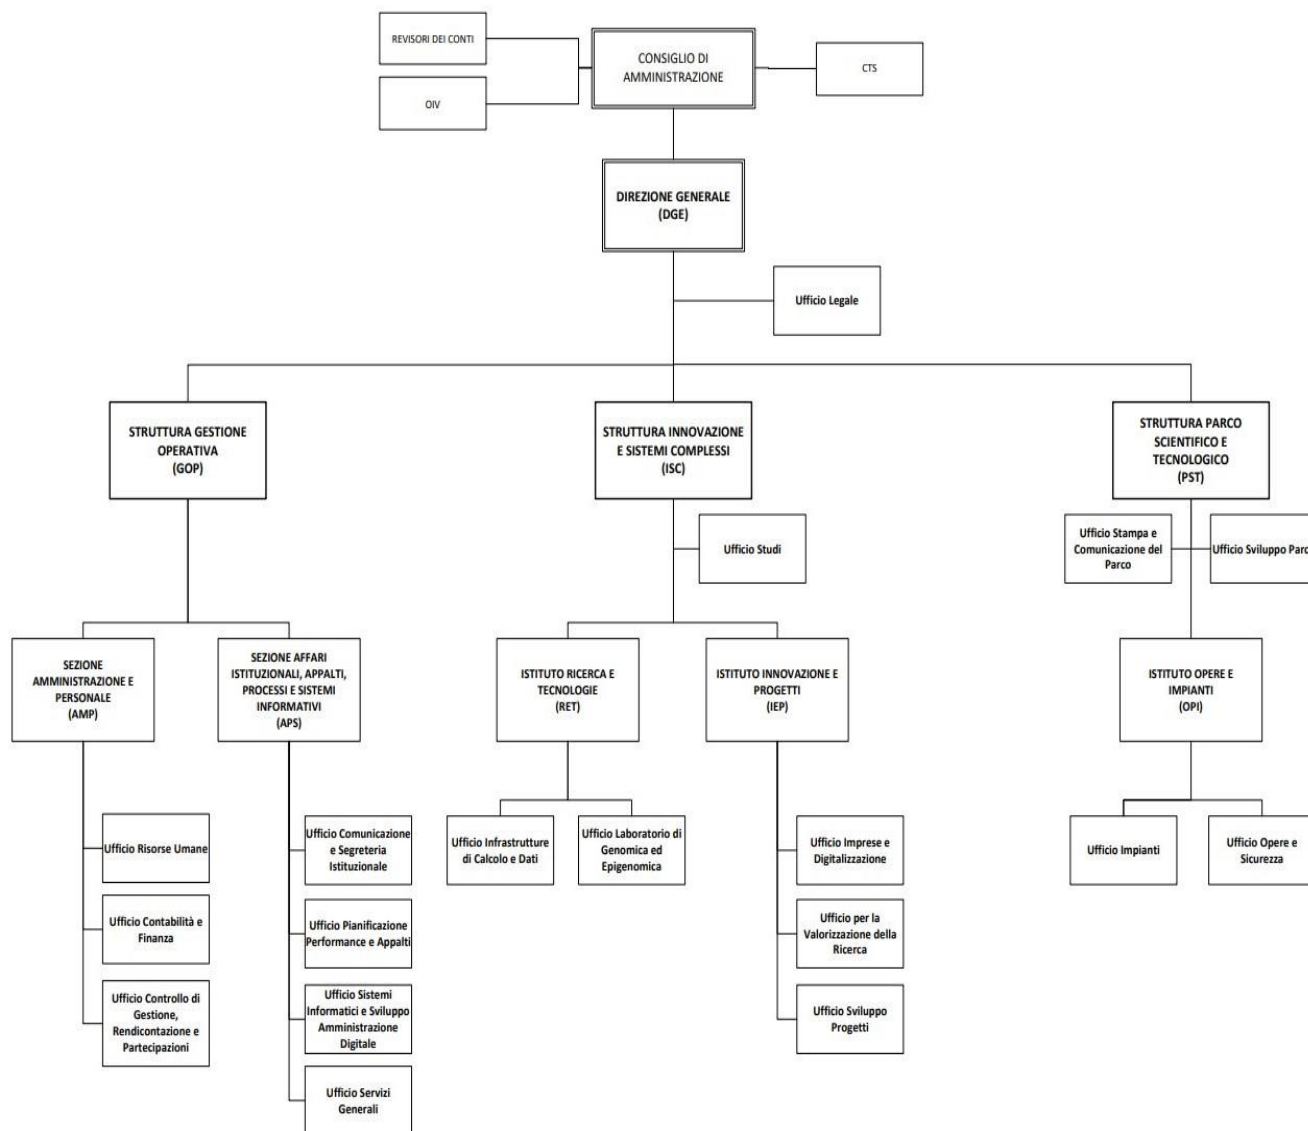 REVISORI DEI CONTI
OIV
CONSIGLIO DI
AMMINISTRAZIONE
CTS
DIREZIONE GENERALE
(DGE)
Ufficio Legale
STRUTTURA GESTIONE
OPERATIVA
(GOP)
STRUTTURA INNOVAZIONE
E SISTEMI COMPLESSI
(ISC)
STRUTTURA PARCO
SCIENTIFICO E
TECNOLOGICO
(PST)
Ufficio Studi
Ufficio Stampa e
Comunicazione del
Parco
Ufficio Sviluppo Parc
SEZIONE
AMMINISTRAZIONE E
PERSONALE
(AMP)
SEZIONE AFFARI
ISTITUZIONALI, APPALTI,
PROCESSI E SISTEMI
INFORMATIVI
(APS)
ISTITUTO RICERCA E
TECNOLOGIE
(RET)
ISTITUTO INNOVAZIONE E
PROGETTI
(IEP)
ISTITUTO OPERE E
IMPIANTI
(OPI)
Ufficio Risorse Umane
Ufficio Contabilità e
Finanza
Ufficio Controllo di
Gestione,
Rendicontazione e
Partecipazioni
Ufficio Comunicazione
e Segreteria
Istituzionale
Ufficio Pianificazione
Performance e Appalti
Ufficio Sistemi
Informatici e Sviluppo
Amministrazione
Digitale
Ufficio Servizi
Generali
Ufficio Infrastrutture
di Calcolo e Dati
Ufficio Laboratorio di
Genomica ed
Epigenomica
Ufficio Imprese e
Digitalizzazione
Ufficio per la
Valorizzazione della
Ricerca
Ufficio Sviluppo
Progetti
Ufficio Impianti
Ufficio Opere e
Sicurezza